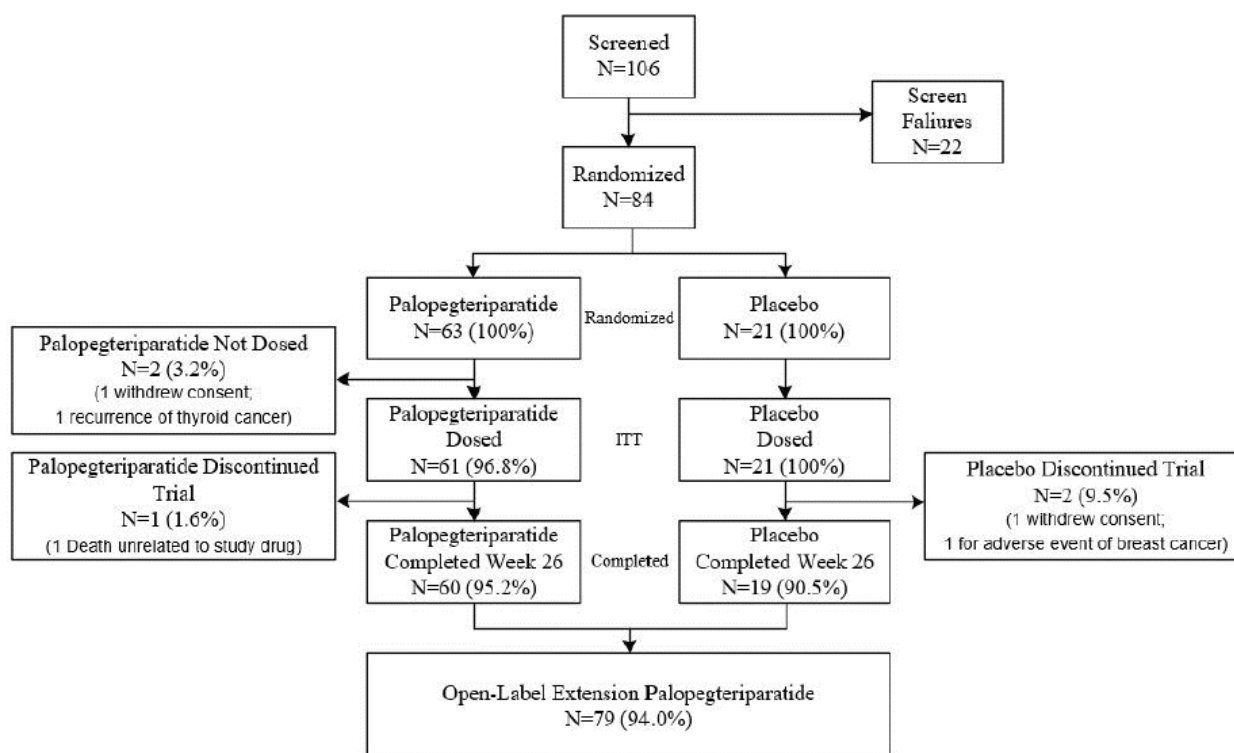 Screened
N=106
Screen
Faliures
N=22
Randomized
N=84
Palopegteriparatide
N=63 (100%)
Randomized
Placebo
N=21 (100%)
Palopegteriparatide Not Dosed
N=2 (3.2%)
(1 withdrew consent;
1 recurrence of thyroid cancer)
Palopegteriparatide
Dosed
N=61 (96.8%)
ITT
Placebo
Dosed
N=21 (100%)
Palopegteriparatide Discontinued
Trial
N=1 (1.6%)
(1 Death unrelated to study drug)
Placebo Discontinued Trial
N=2 (9.5%)
(1 withdrew consent;
1 for adverse event of breast cancer)
Palopegteriparatide
Completed Week 26
N=60 (95.2%)
Completed
Placebo
Completed Week 26
N=19 (90.5%)
Open-Label Extension Palopegteriparatide
N=79 (94.0%)